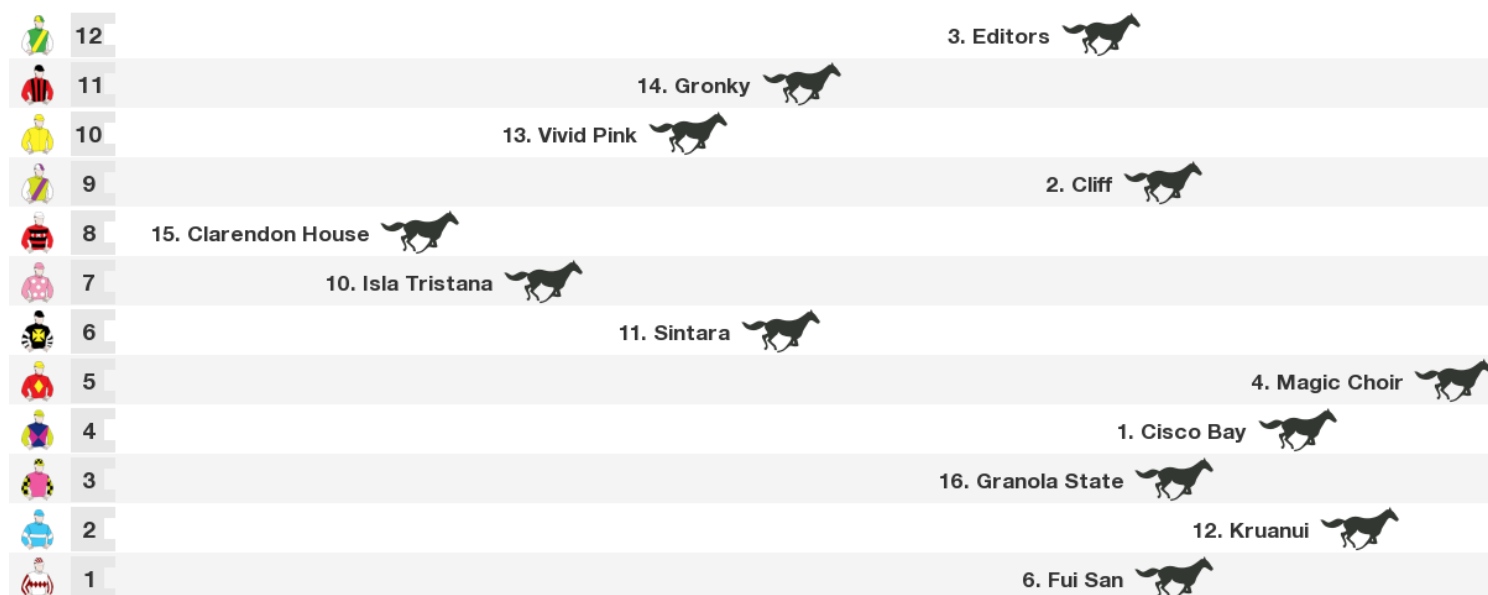 12 3. Editors
11 14. Gronky
10 13. Vivid Pink
9 2. Cliff
8 15. Clarendon House
7 10. Isla Tristana
6 11. Sintara
5 4. Magic Choir
4 1. Cisco Bay
3 16. Granola State
2 12. Kruanui
1 6. Fui San